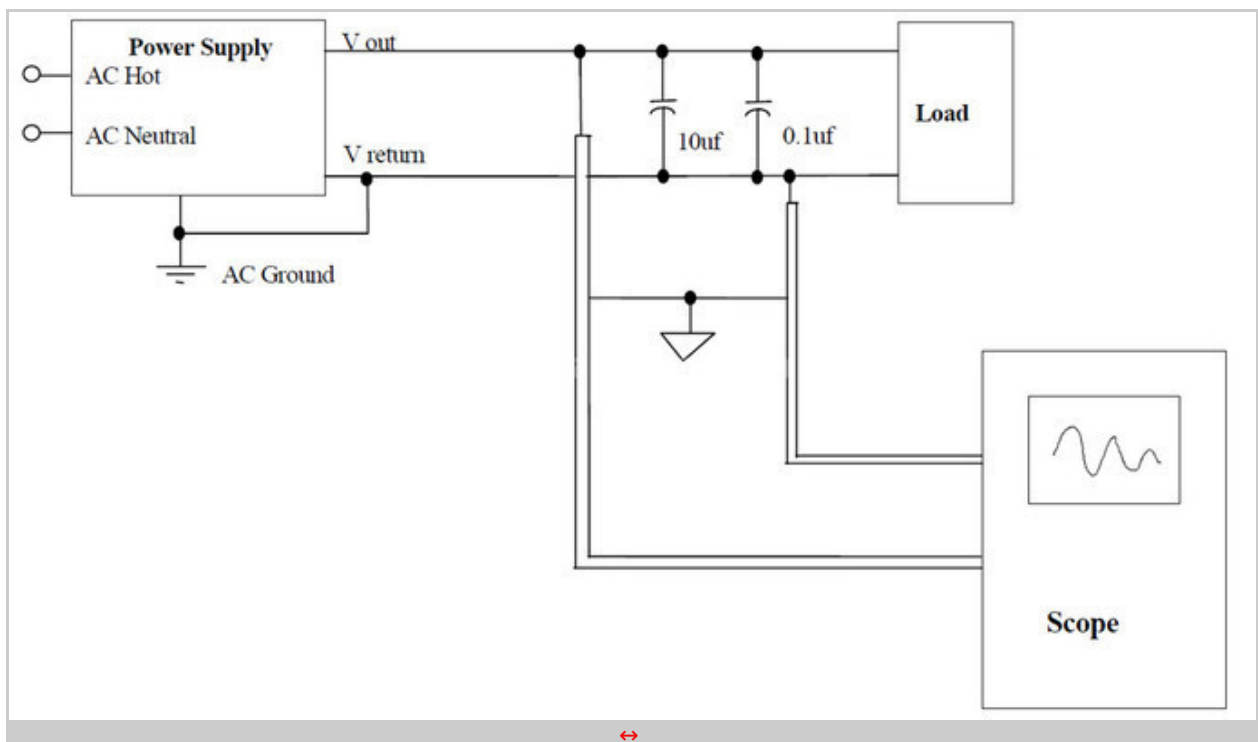 Power Supply
AC Hot
AC Neutral
V out
V return
10uf
0.1uf
Load
AC Ground
Scope